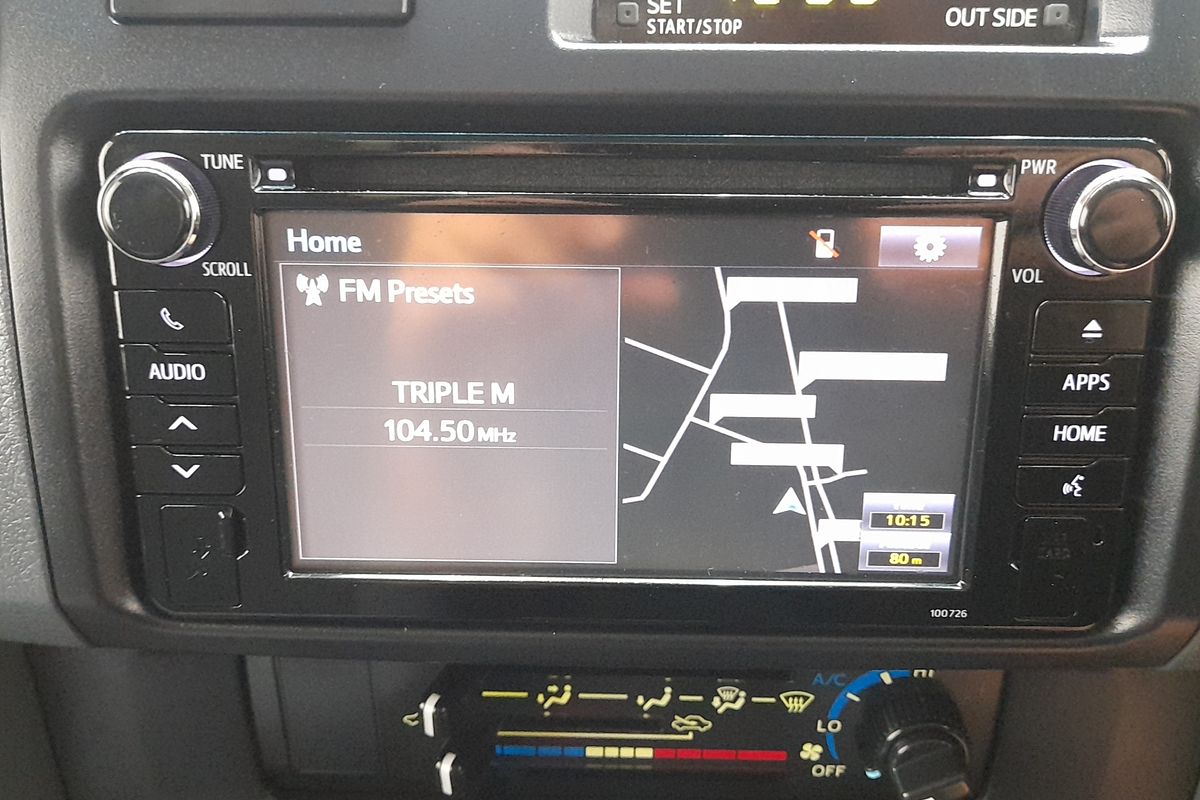 SET
START/STOP
OUT SIDE
TUNE
PWR
SCROLL
VOL
Home
FM Presets
TRIPLE M
104.50 MHz
AUDIO
APPS
HOME
10:15
80 m
100726
A/C
HI
LO
OFF